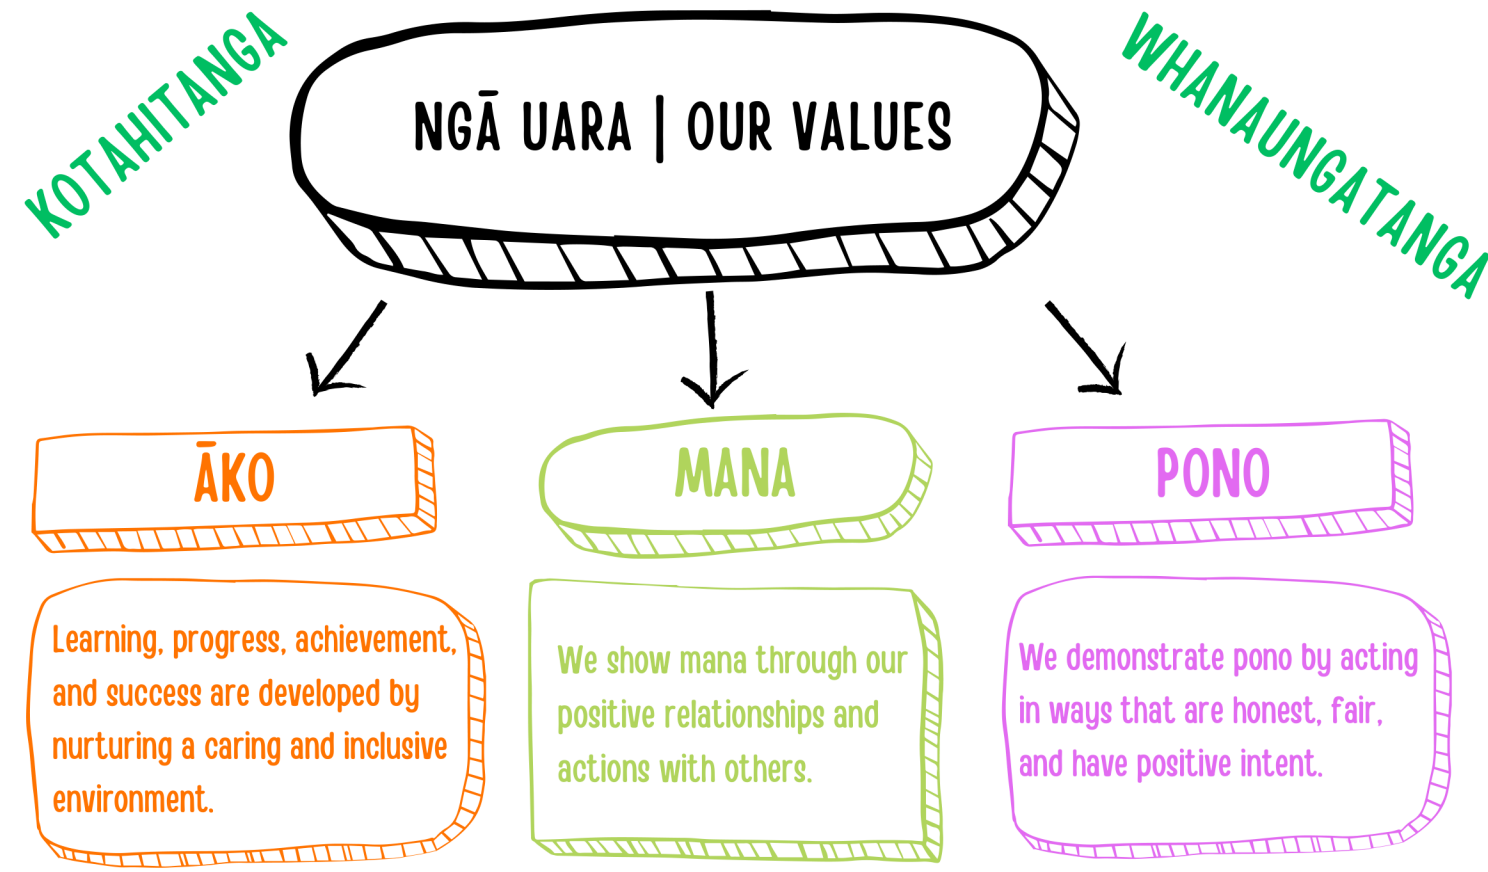 KOTAHITANGA
NGĀ UARA | OUR VALUES
WHANAUNGATANGA
ĀKO
Learning, progress, achievement,
and success are developed by
nurturing a caring and inclusive
environment.
MANA
We show mana through our
positive relationships and
actions with others.
PONO
We demonstrate pono by acting
in ways that are honest, fair,
and have positive intent.